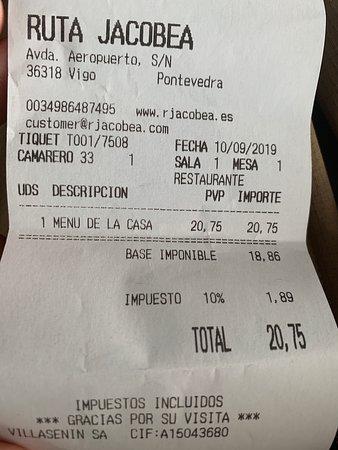 RUTA JACOBEA
Avda. Aeropuerto, S/N
36318 Vigo Pontevedra
0034986487495 www.rjacobea.es
customer@rjacobea.com
TIQUET T001/7508 FECHA 10/09/2019
CAMARERO 33 1 SALA 1 MESA 1
RESTAURANTE
UDS DESCRIPCION PVP IMPORTE
1 MENU DE LA CASA 20,75 20,75
BASE IMPONIBLE 18,86
IMPUESTO 10% 1,89
TOTAL 20,75
IMPUESTOS INCLUIDOS
*** GRACIAS POR SU VISITA ***
VILLASENIN SA CIF:A15043680